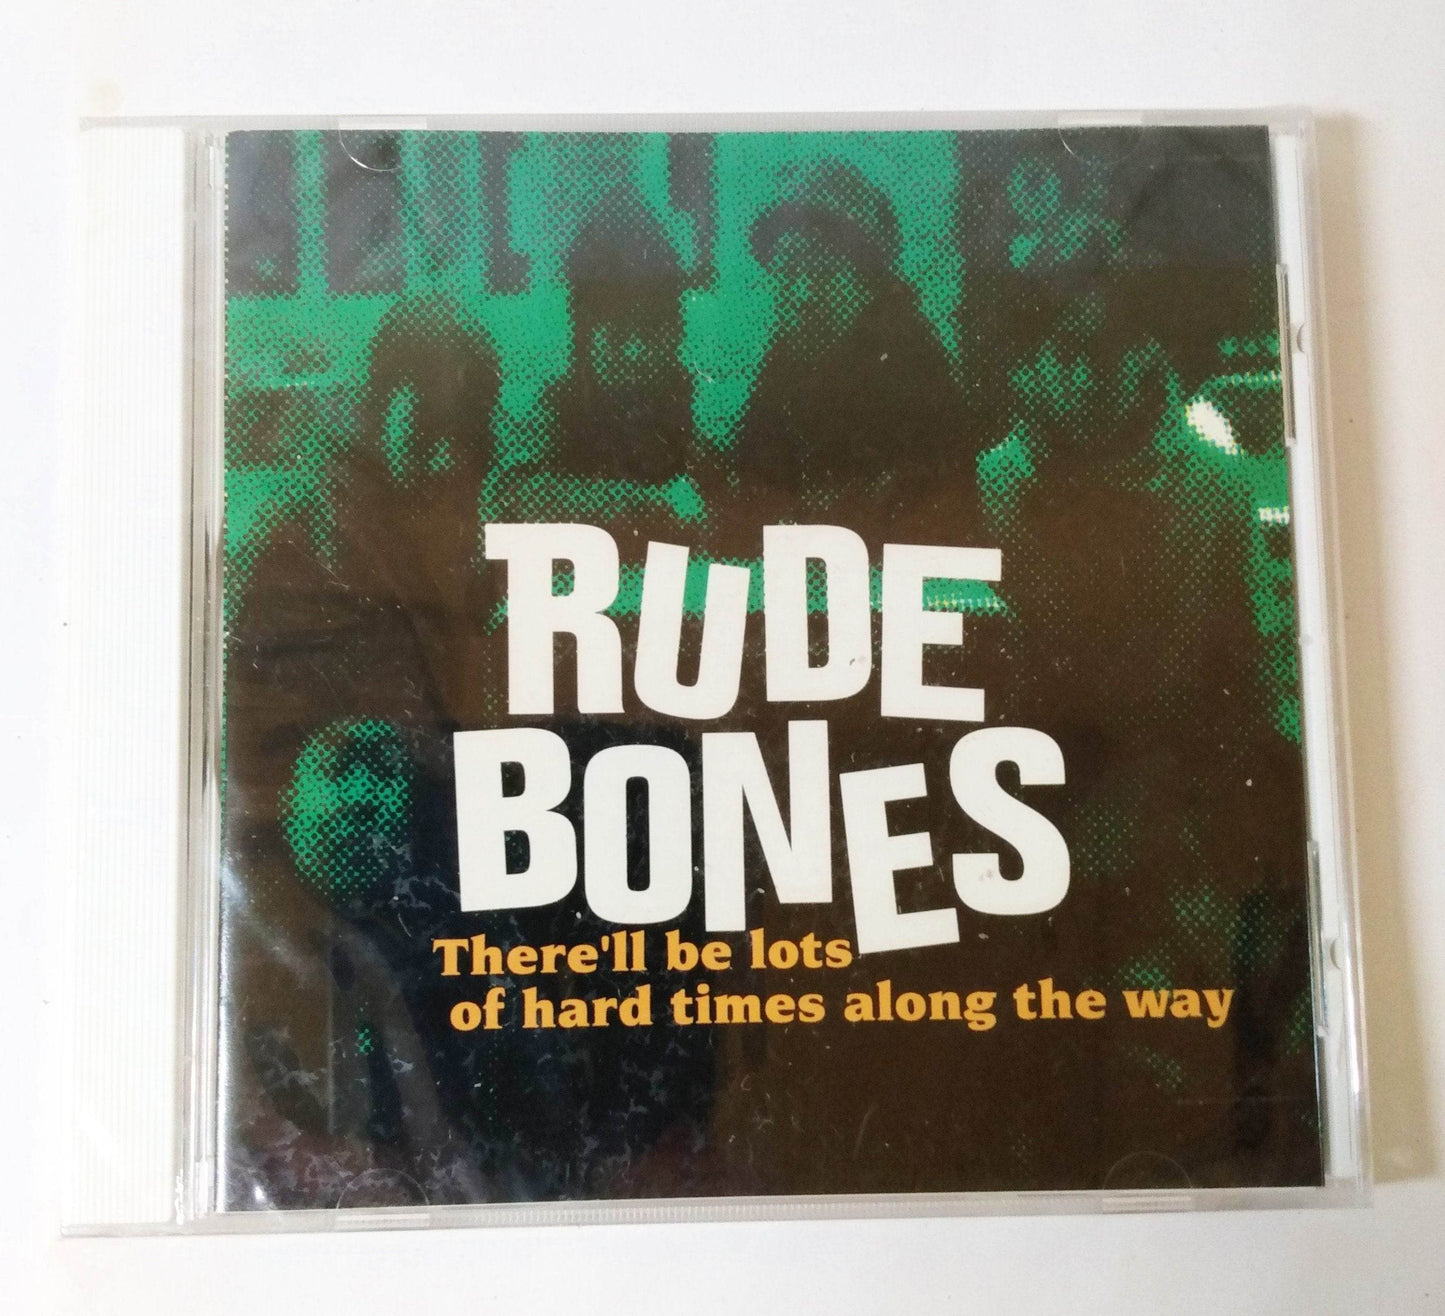 RUDE
BONES
There'll be lots
of hard times along the way